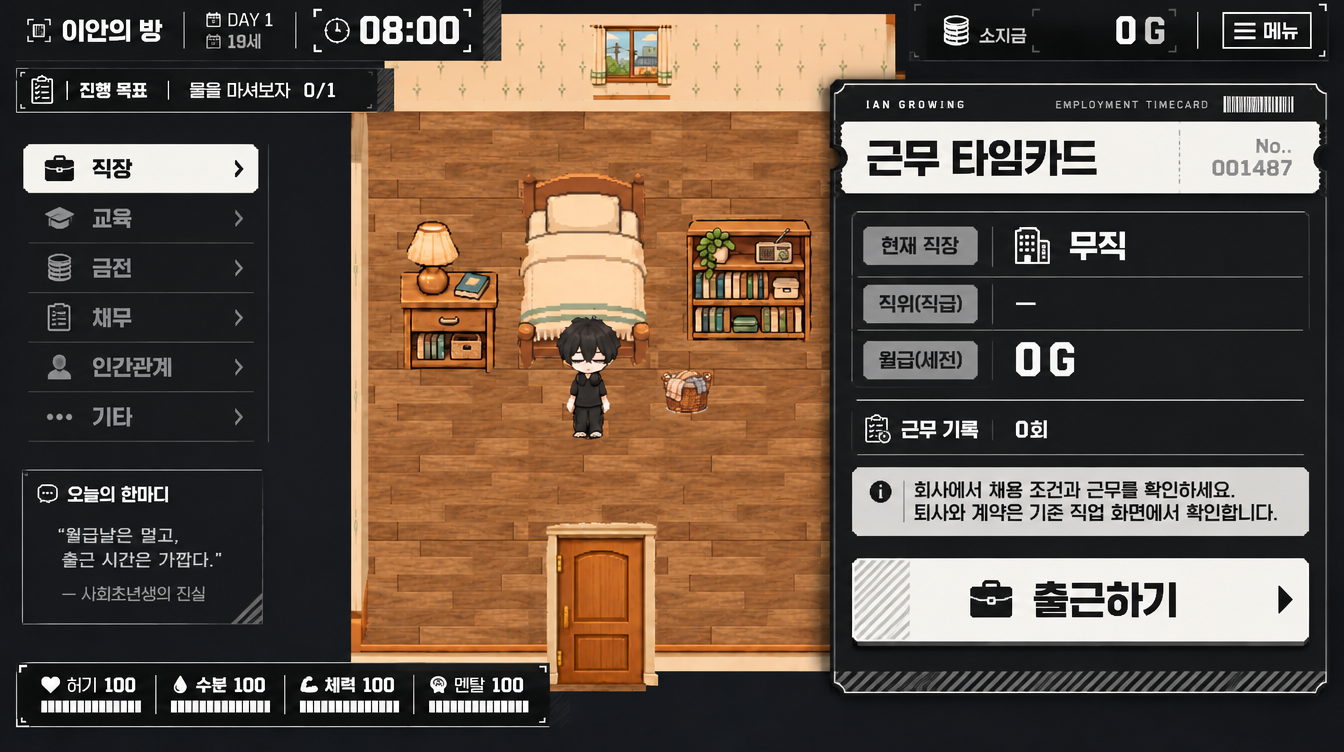 이안의 방
DAY 1
19세
08:00
소지금
0 G
메뉴
진행 목표
물을 마셔보자 0/1
직장
교육
금전
채무
인간관계
기타
오늘의 한마디
“월급날은 멀고,
출근 시간은 가깝다.”
— 사회초년생의 진실
허기 100
수분 100
체력 100
멘탈 100
IAN GROWING
EMPLOYMENT TIMECARD
근무 타임카드
No..
001487
현재 직장
무직
직위(직급)
—
월급(세전)
0 G
근무 기록
0회
회사에서 채용 조건과 근무를 확인하세요.
퇴사와 계약은 기존 직업 화면에서 확인합니다.
출근하기